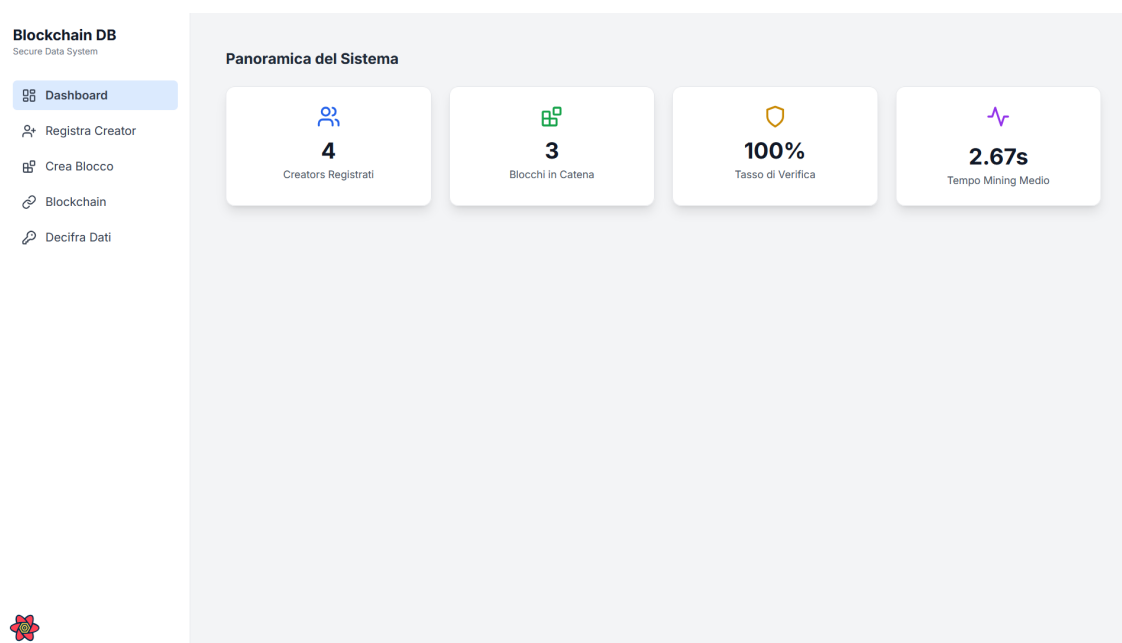 Blockchain DB
Secure Data System
Dashboard
Registra Creator
Crea Blocco
Blockchain
Decifra Dati
Panoramica del Sistema
4
Creators Registrati
3
Blocchi in Catena
100%
Tasso di Verifica
2.67s
Tempo Mining Medio